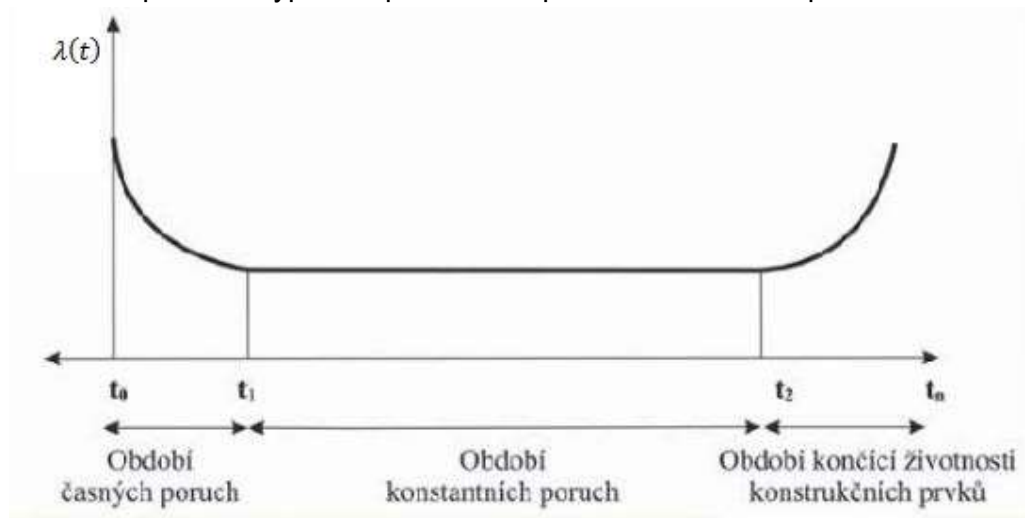 λ(t)
t₀ t₁ t₂ tₙ
Období Období Období končící životnosti
časných poruch konstantních poruch konstrukčních prvků